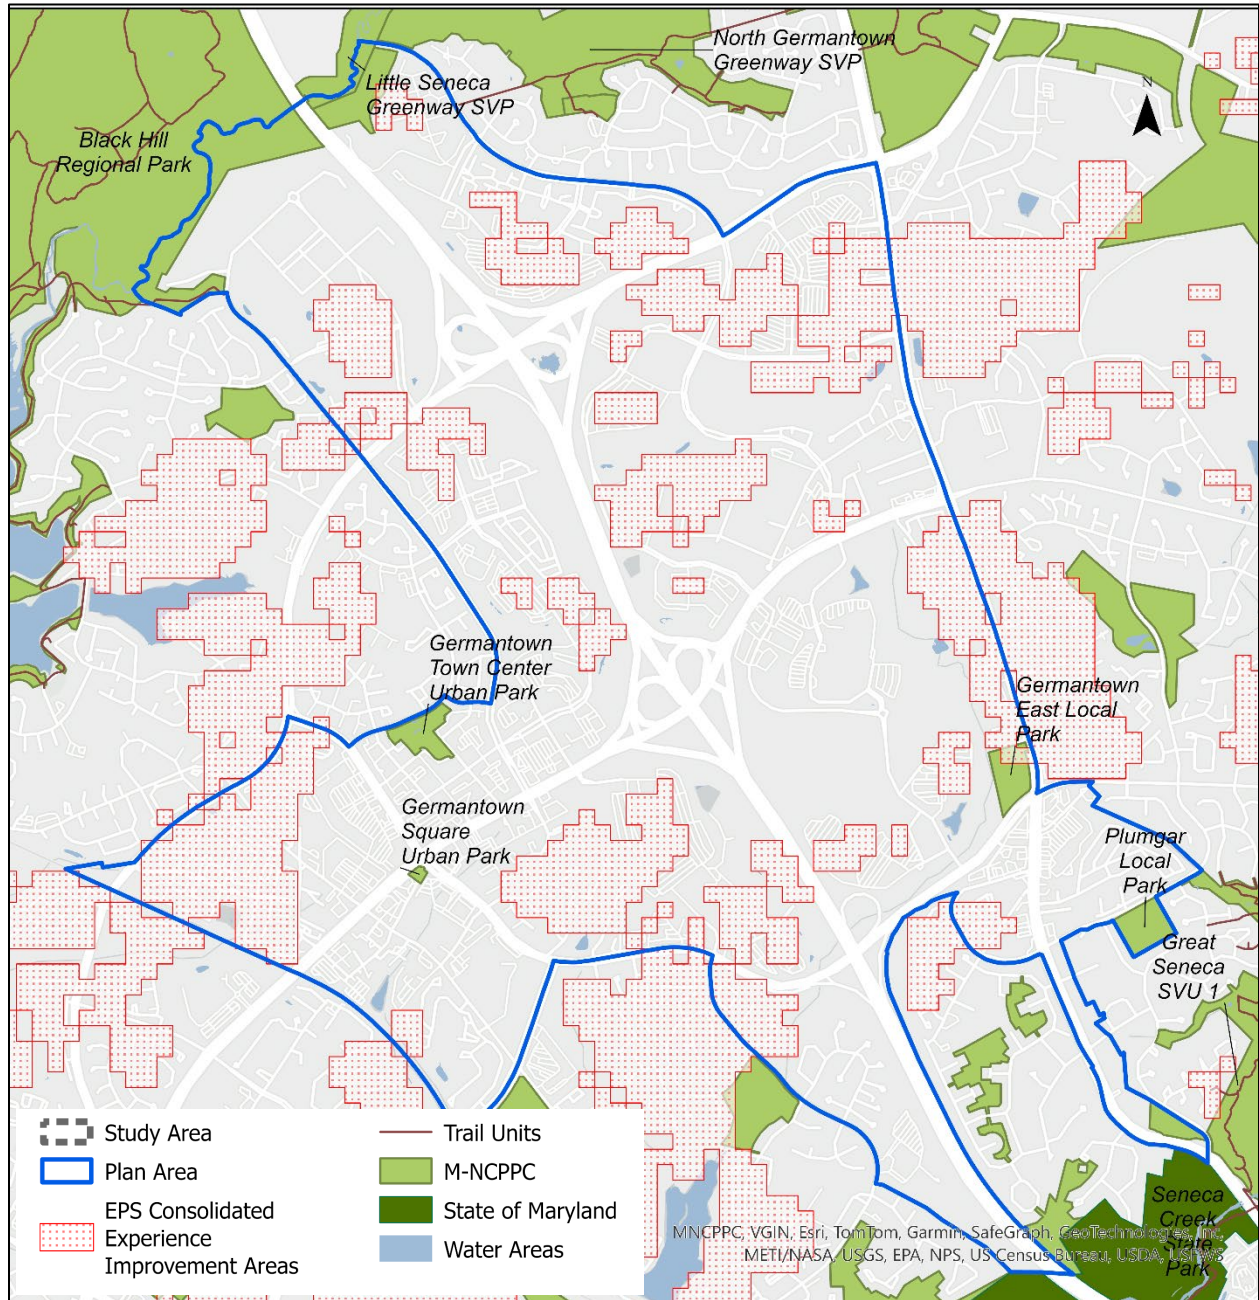 North Germantown
Greenway SVP
N
Little Seneca
Greenway SVP
Black Hill
Regional Park
Germantown
Town Center
Urban Park
Germantown
East Local
Park
Germantown
Square
Urban Park
Plumgar
Local
Park
Great
Seneca
SVU 1
Seneca
Creek
State
Park
Study Area
Plan Area
EPS Consolidated
Experience
Improvement Areas
Trail Units
M-NCPPC
State of Maryland
Water Areas
MNCPPC, VGIN, Esri, TomTom, Garmin, SafeGraph, GeoTechnologies, Inc,
METI/NASA, USGS, EPA, NPS, US Census Bureau, USDA, USFWS